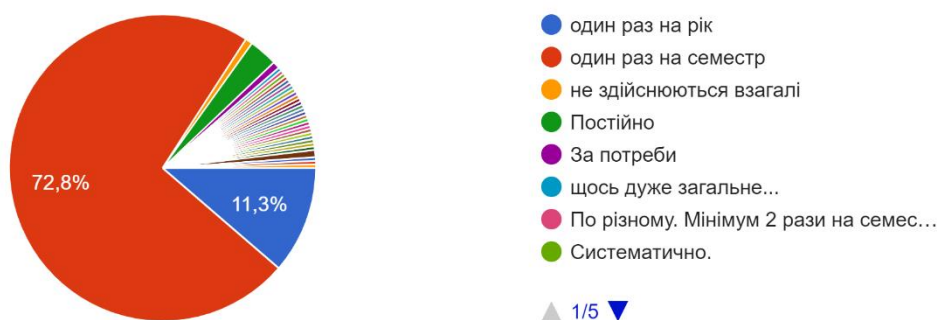 72,8%
11,3%
один раз на рік
один раз на семестр
не здійснюються взагалі
Постійно
За потреби
щось дуже загальне...
По різному. Мінімум 2 рази на семес...
Систематично.
1/5